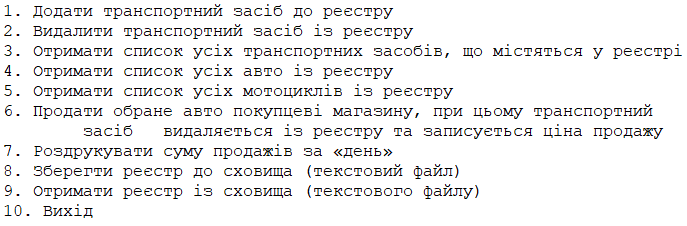 1. Додати транспортний засіб до реєстру
2. Видалити транспортний засіб із реєстру
3. Отримати список усіх транспортних засобів, що містяться у реєстрі
4. Отримати список усіх авто із реєстру
5. Отримати список усіх мотоциклів із реєстру
6. Продати обране авто покупцеві магазину, при цьому транспортний
засіб видаляється із реєстру та записується ціна продажу
7. Роздрукувати суму продажів за «день»
8. Зберегти реєстр до сховища (текстовий файл)
9. Отримати реєстр із сховища (текстового файлу)
10. Вихід